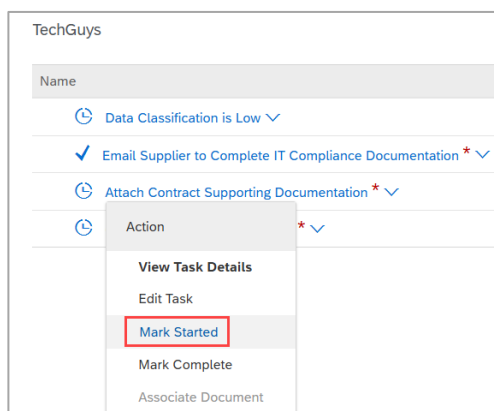 TechGuys
Name
Data Classification is Low
Email Supplier to Complete IT Compliance Documentation *
Attach Contract Supporting Documentation *
*
Action
View Task Details
Edit Task
Mark Started
Mark Complete
Associate Document